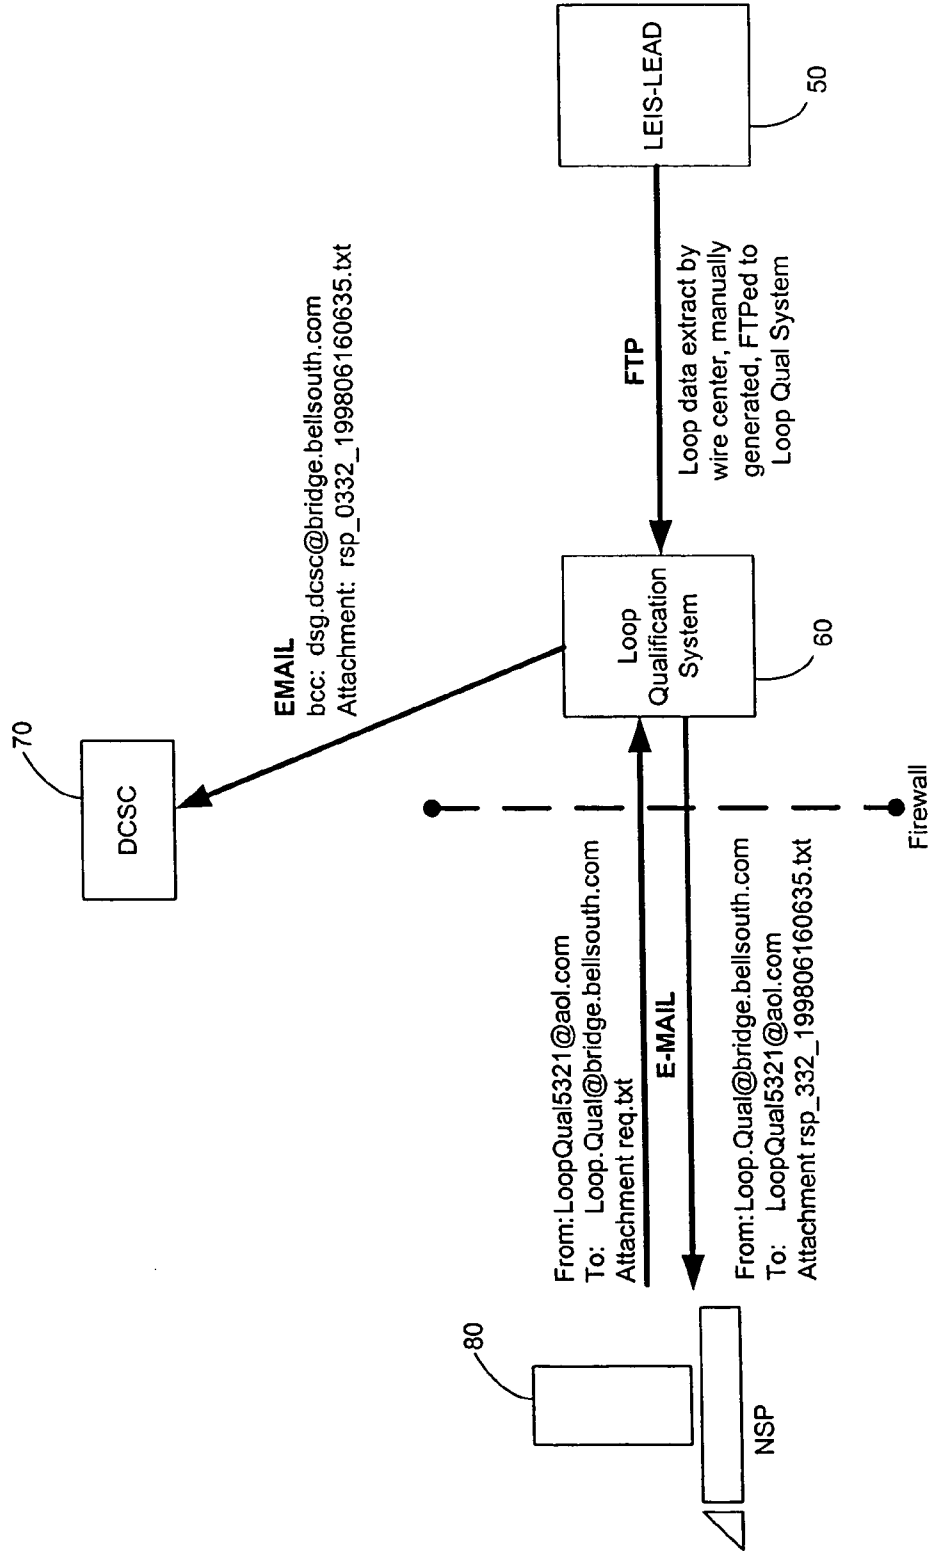 70
DCSC
EMAIL
bcc: dsg.dcsc@bridge.bellsouth.com
Attachment: rsp_0332_199806160635.txt
80
NSP
From:LoopQual5321@aol.com
To: Loop.Qual@bridge.bellsouth.com
Attachment req.txt
E-MAIL
From:Loop.Qual@bridge.bellsouth.com
To: LoopQual5321@aol.com
Attachment rsp_332_199806160635.txt
Firewall
Loop
Qualification
System
60
FTP
Loop data extract by
wire center, manually
generated, FTPed to
Loop Qual System
LEIS-LEAD
50